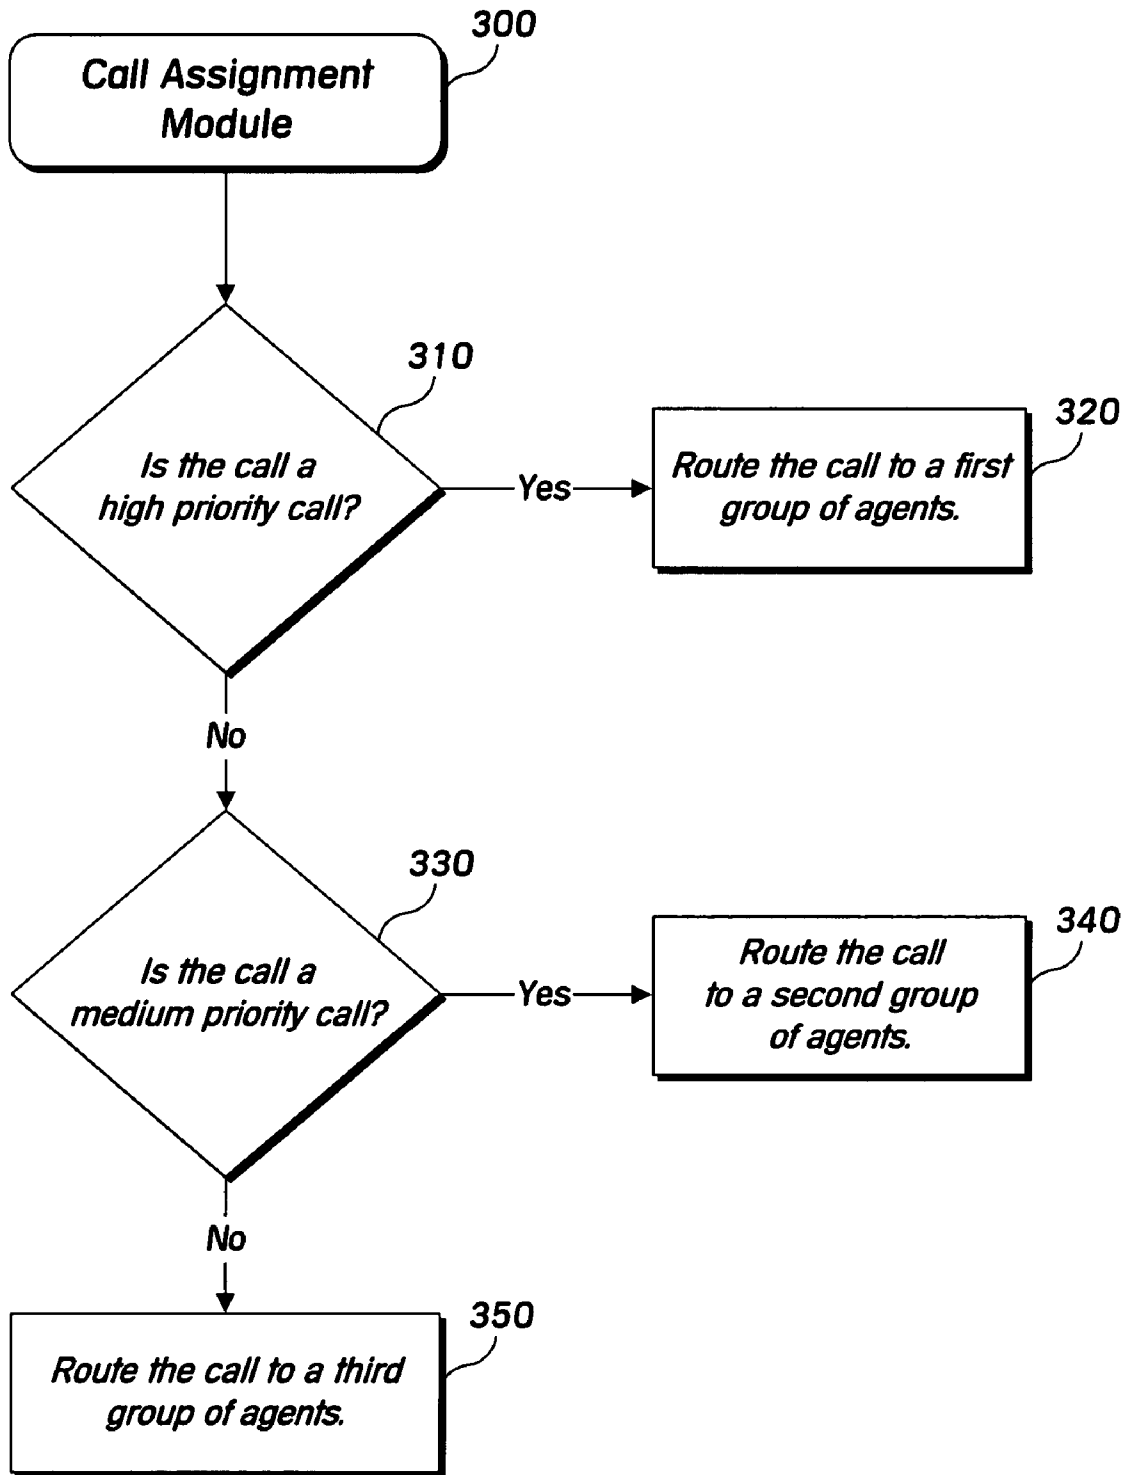 300
Call Assignment
Module
310
Is the call a
high priority call?
Yes
320
Route the call to a first
group of agents.
No
330
Is the call a
medium priority call?
Yes
340
Route the call
to a second group
of agents.
No
350
Route the call to a third
group of agents.